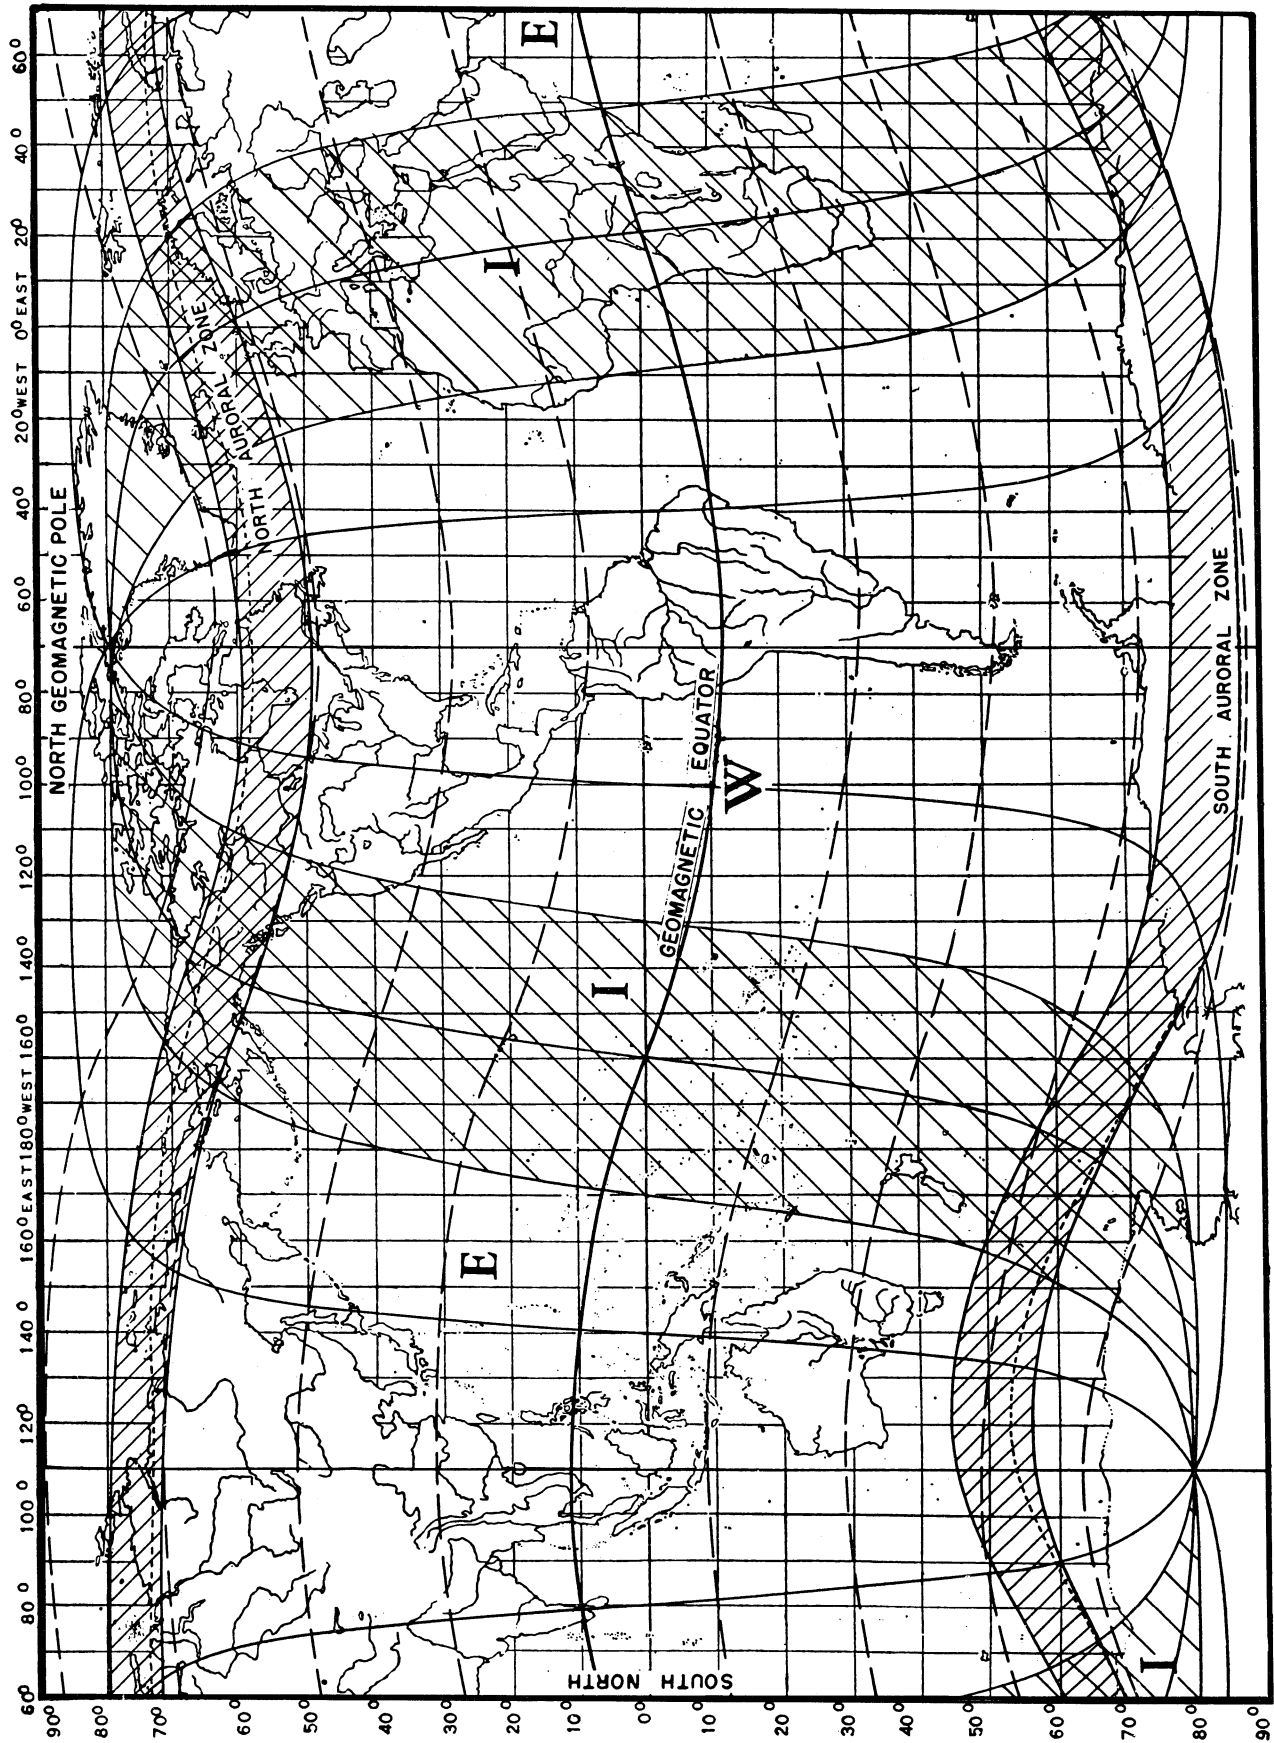 60° 40° 20° 0° EAST WEST 20° 40° 60° 80° 100° 120° 140° 160° WEST 180° EAST 160° 140° 120° 100° 80° 60°
NORTH GEOMAGNETIC POLE
NORTH AURORAL ZONE
E
I
GEOMAGNETIC EQUATOR
W
I
E
SOUTH AURORAL ZONE
I
NORTH
SOUTH
90°
80°
70°
60°
50°
40°
30°
20°
10°
0°
10°
20°
30°
40°
50°
60°
70°
80°
90°